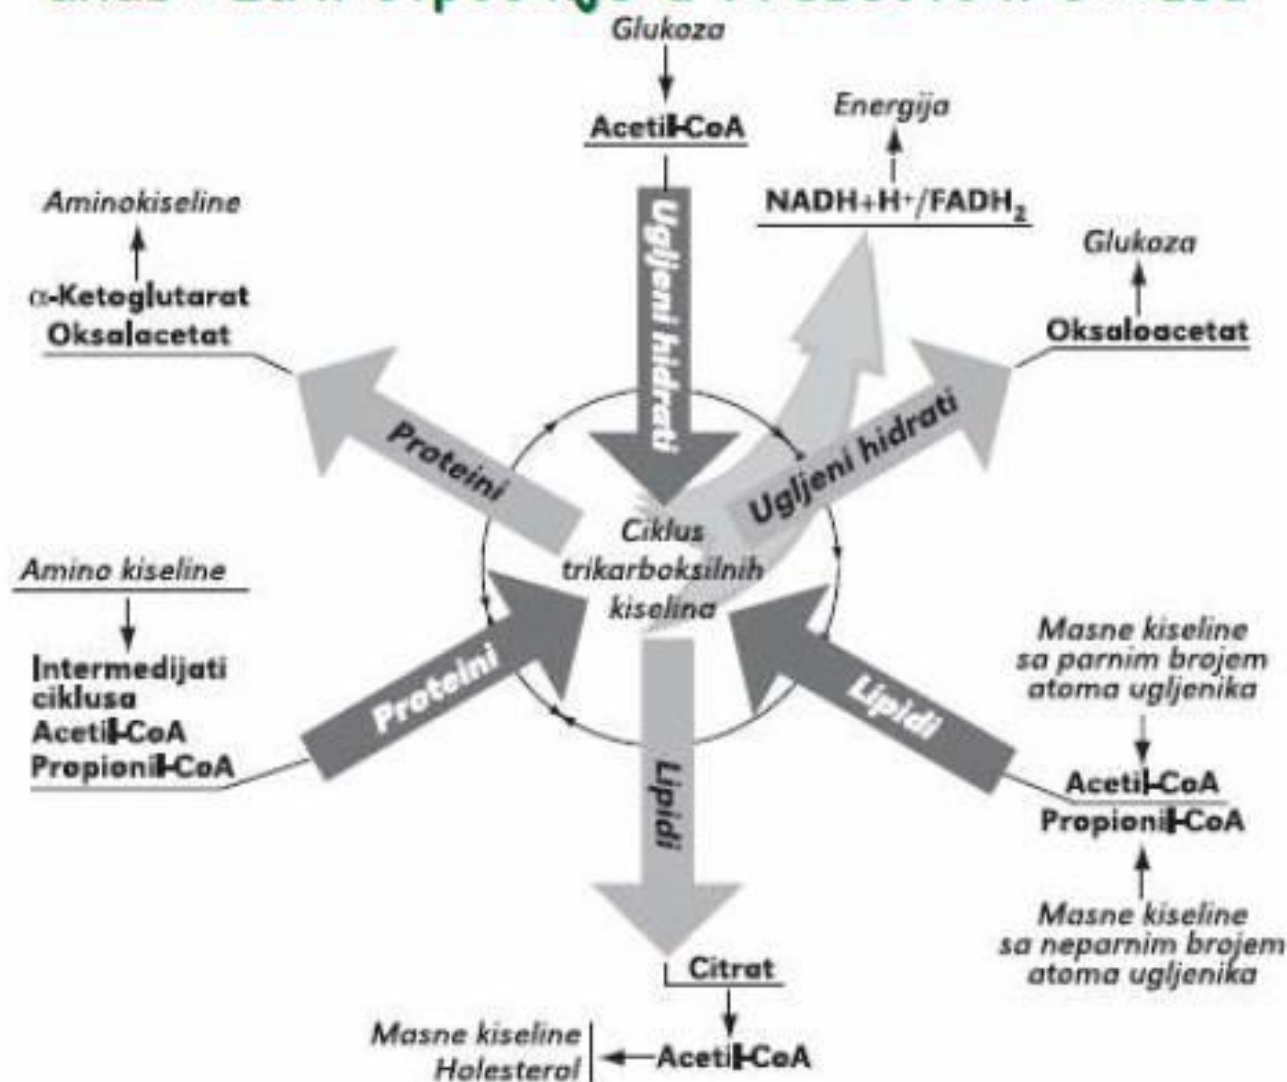 Glukoza
Acetil-CoA
Energija
NADH+H⁺/FADH₂
Glukoza
Oksaloacetat
Aminokiseline
α-Ketoglutarat
Oksalacetat
Ugljeni hidrati
Ugljeni hidrati
Proteini
Ciklus
trikarboksilnih
kiselina
Amino kiseline
Intermedijati
ciklusa
Acetil-CoA
Propionil-CoA
Proteini
Lipidi
Masne kiseline
sa parnim brojem
atoma ugljenika
Acetil-CoA
Propionil-CoA
Masne kiseline
sa neparnim brojem
atoma ugljenika
Lipidi
Citrat
Acetil-CoA
Masne kiseline
Holesterol